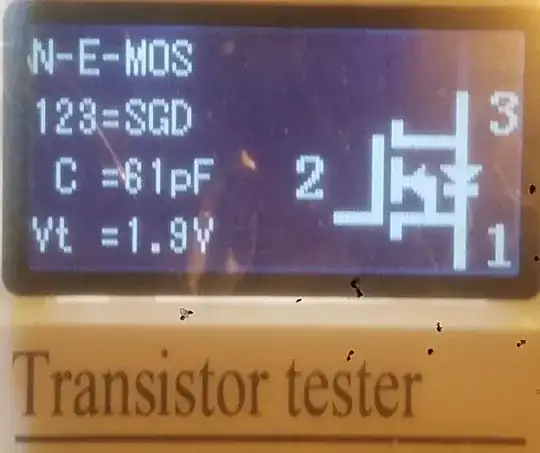 N-E-MOS
123=SGD
C =61pF
Vt =1.9V
3
2
1
Transistor tester